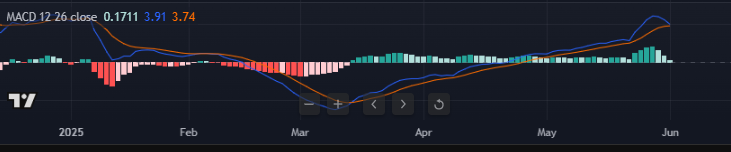 MACD 12 26 close 0.1711 3.91 3.74
2025 Feb Mar Apr May Jun